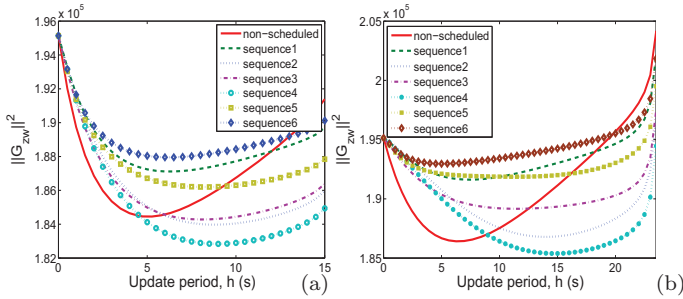 x 10^5
1.96
1.94
1.92
1.9
1.88
1.86
1.84
1.82
||G_zw||^2
non-scheduled
sequence1
sequence2
sequence3
sequence4
sequence5
sequence6
0 5 10 15
Update period, h (s)
(a)
x 10^5
2.05
2
1.95
1.9
1.85
||G_zw||^2
non-scheduled
sequence1
sequence2
sequence3
sequence4
sequence5
sequence6
0 5 10 15 20
Update period, h (s)
(b)